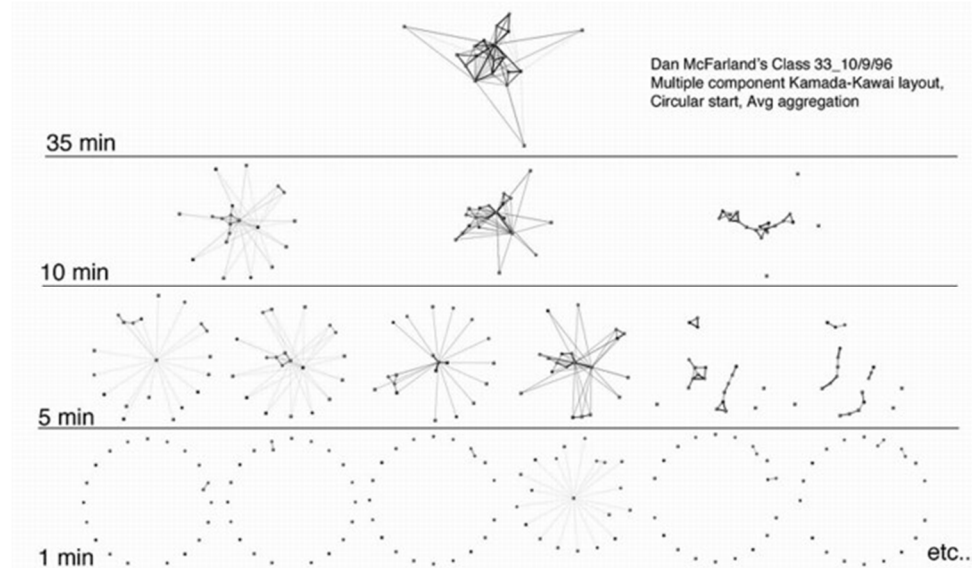 Dan McFarland's Class 33_10/9/96
Multiple component Kamada-Kawai layout,
Circular start, Avg aggregation
35 min
10 min
5 min
1 min
etc..